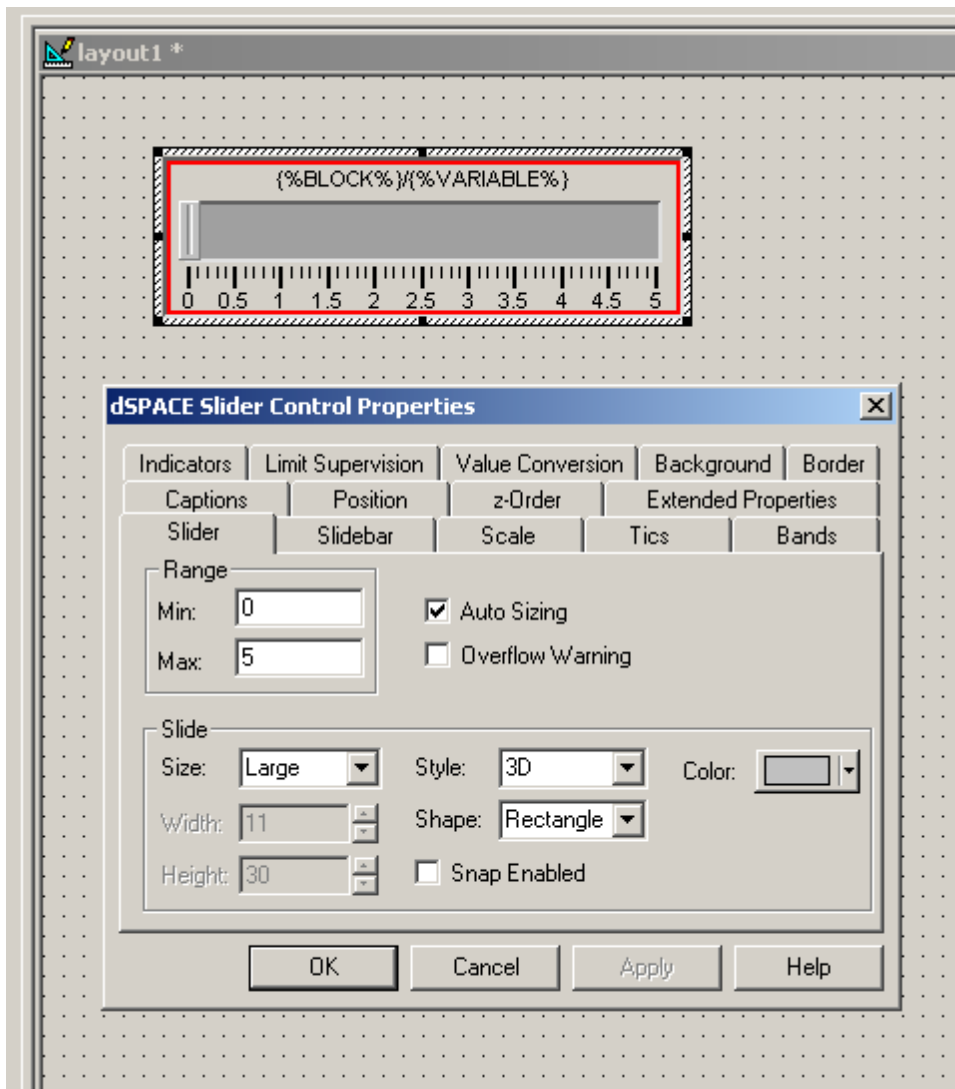 layout1 *
{%BLOCK%}/{%VARIABLE%}
0 0.5 1 1.5 2 2.5 3 3.5 4 4.5 5
dSPACE Slider Control Properties
Indicators Limit Supervision Value Conversion Background Border
Captions Position z-Order Extended Properties
Slider Slidebar Scale Tics Bands
Range
Min: 0 Auto Sizing
Max: 5 Overflow Warning
Slide
Size: Large Style: 3D Color:
Width: 11 Shape: Rectangle
Height: 30 Snap Enabled
OK Cancel Apply Help